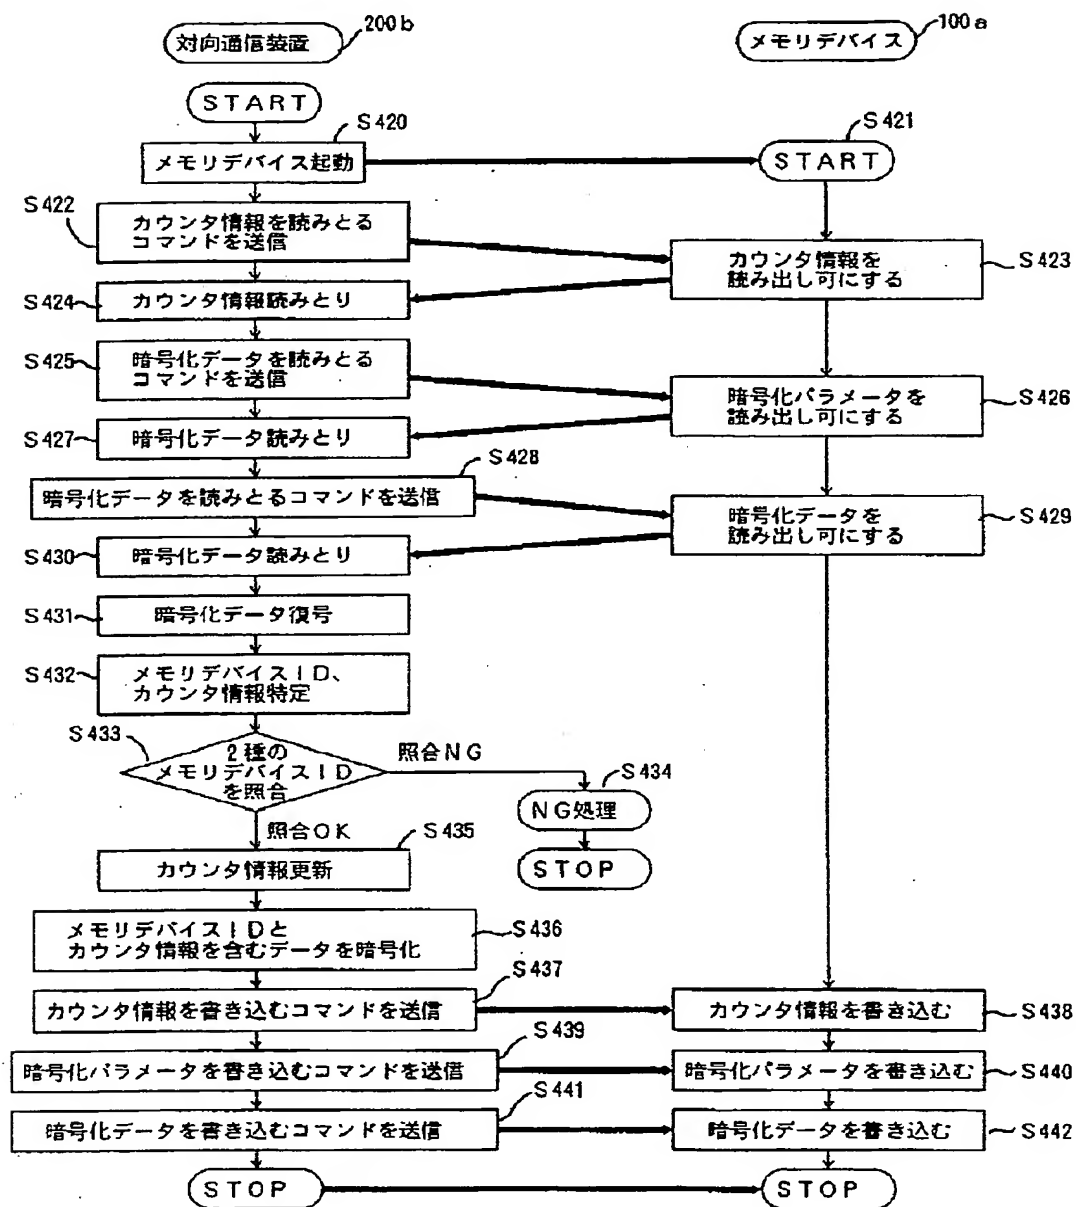 対向通信装置
200b
メモリデバイス
100a
START
S420
メモリデバイス起動
S421
START
S422
カウンタ情報を読みとる
コマンドを送信
カウンタ情報を
読み出し可にする
S423
S424
カウンタ情報読みとり
S425
暗号化データを読みとる
コマンドを送信
暗号化パラメータを
読み出し可にする
S426
S427
暗号化データ読みとり
S428
暗号化データを読みとるコマンドを送信
暗号化データを
読み出し可にする
S429
S430
暗号化データ読みとり
S431
暗号化データ復号
S432
メモリデバイスID、
カウンタ情報特定
S433
2種の
メモリデバイスID
を照合
照合NG
S434
NG処理
STOP
照合OK
S435
カウンタ情報更新
メモリデバイスIDと
カウンタ情報を含むデータを暗号化
S436
S437
カウンタ情報を書き込むコマンドを送信
カウンタ情報を書き込む
S438
S439
暗号化パラメータを書き込むコマンドを送信
暗号化パラメータを書き込む
S440
S441
暗号化データを書き込むコマンドを送信
暗号化データを書き込む
S442
STOP
STOP